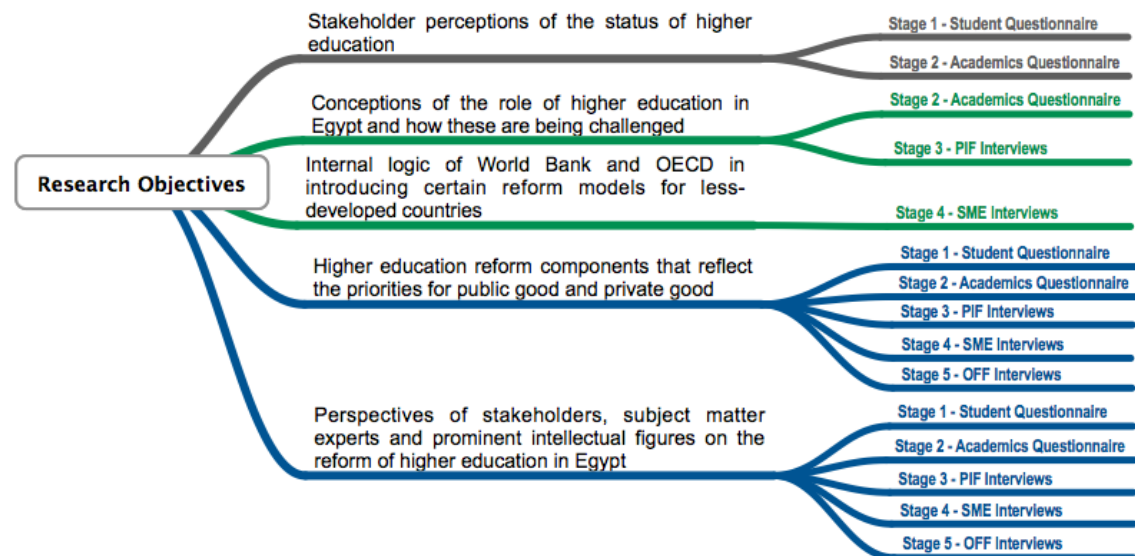 Research Objectives
Stakeholder perceptions of the status of higher
education
Stage 1 - Student Questionnaire
Stage 2 - Academics Questionnaire
Conceptions of the role of higher education in
Egypt and how these are being challenged
Stage 2 - Academics Questionnaire
Stage 3 - PIF Interviews
Internal logic of World Bank and OECD in
introducing certain reform models for less-
developed countries
Stage 4 - SME Interviews
Higher education reform components that reflect
the priorities for public good and private good
Stage 1 - Student Questionnaire
Stage 2 - Academics Questionnaire
Stage 3 - PIF Interviews
Stage 4 - SME Interviews
Stage 5 - OFF Interviews
Perspectives of stakeholders, subject matter
experts and prominent intellectual figures on the
reform of higher education in Egypt
Stage 1 - Student Questionnaire
Stage 2 - Academics Questionnaire
Stage 3 - PIF Interviews
Stage 4 - SME Interviews
Stage 5 - OFF Interviews